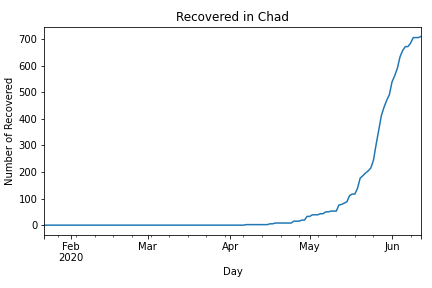 Recovered in Chad
Number of Recovered
700
600
500
400
300
200
100
0
Feb
2020
Mar
Apr
May
Jun
Day